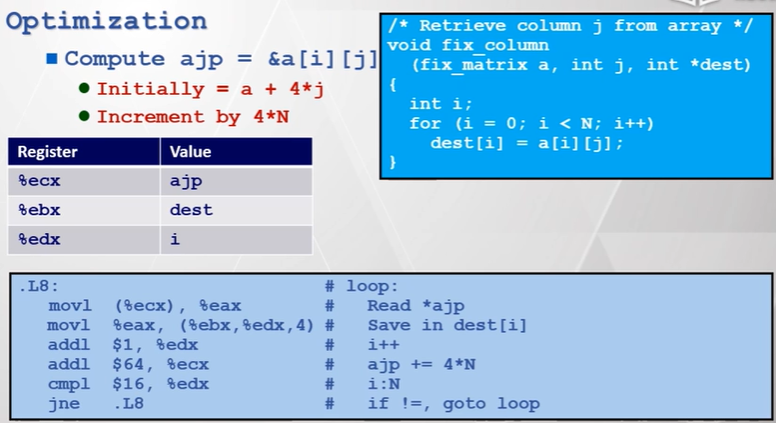 Optimization
Compute ajp = &a[i][j]
Initially = a + 4*j
Increment by 4*N
/* Retrieve column j from array */
void fix_column
(fix_matrix a, int j, int *dest)
{
int i;
for (i = 0; i < N; i++)
dest[i] = a[i][j];
}
Register Value
%ecx ajp
%ebx dest
%edx i
.L8: # loop:
movl (%ecx), %eax # Read *ajp
movl %eax, (%ebx,%edx,4) # Save in dest[i]
addl $1, %edx # i++
addl $64, %ecx # ajp += 4*N
cmpl $16, %edx # i:N
jne .L8 # if !=, goto loop